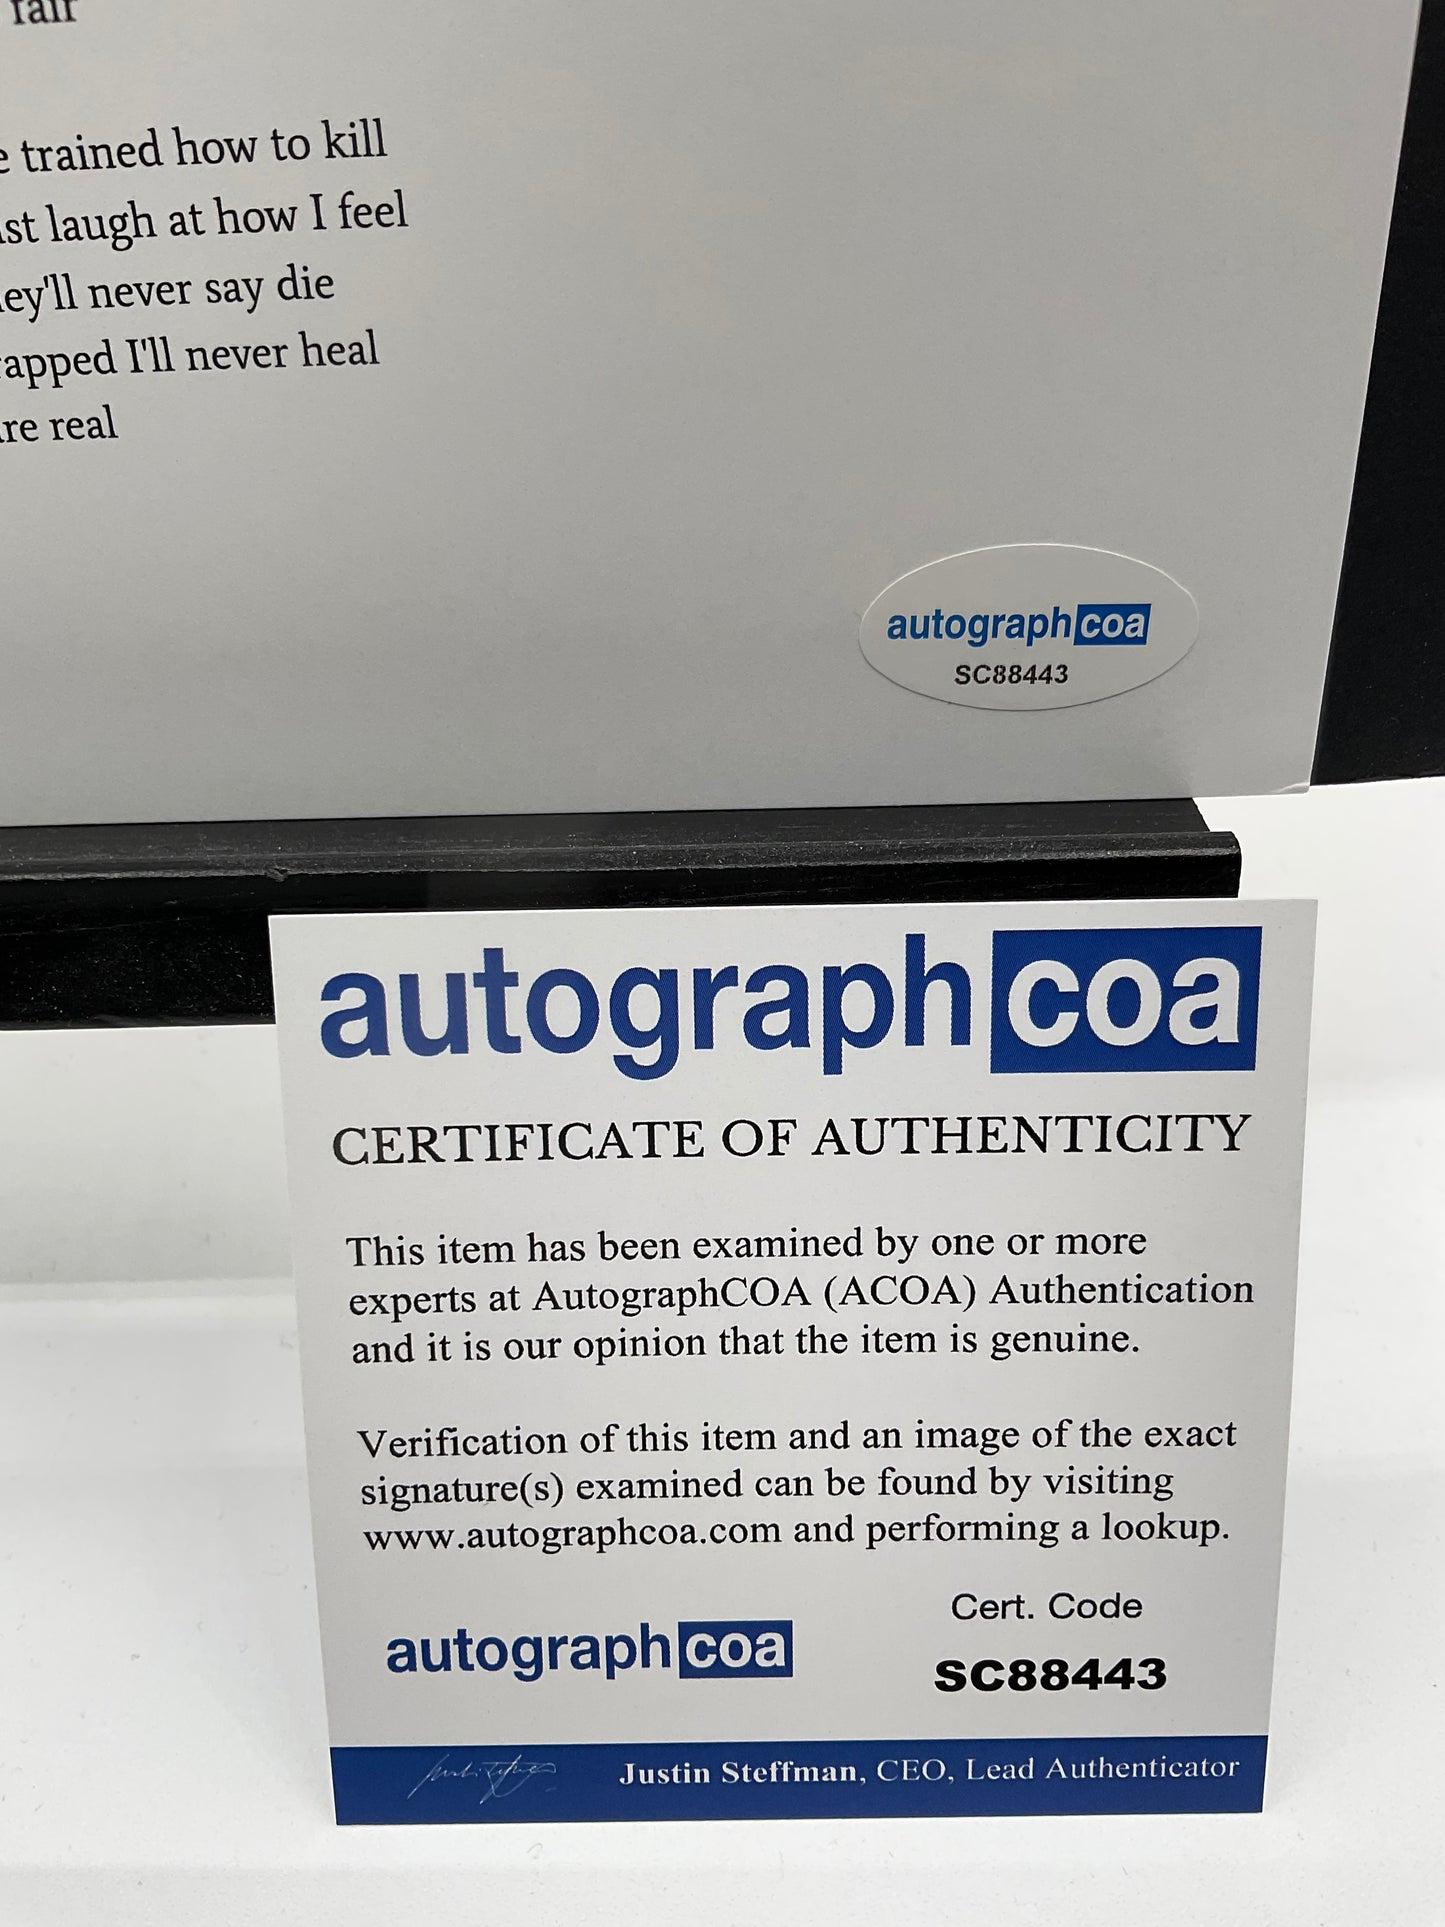 fair
e trained how to kill
st laugh at how I feel
ey'll never say die
apped I'll never heal
re real
autographcoa
SC88443
autographcoa
CERTIFICATE OF AUTHENTICITY
This item has been examined by one or more
experts at AutographCOA (ACOA) Authentication
and it is our opinion that the item is genuine.
Verification of this item and an image of the exact
signature(s) examined can be found by visiting
www.autographcoa.com and performing a lookup.
Cert. Code
autographcoa
SC88443
Justin Steffman, CEO, Lead Authenticator